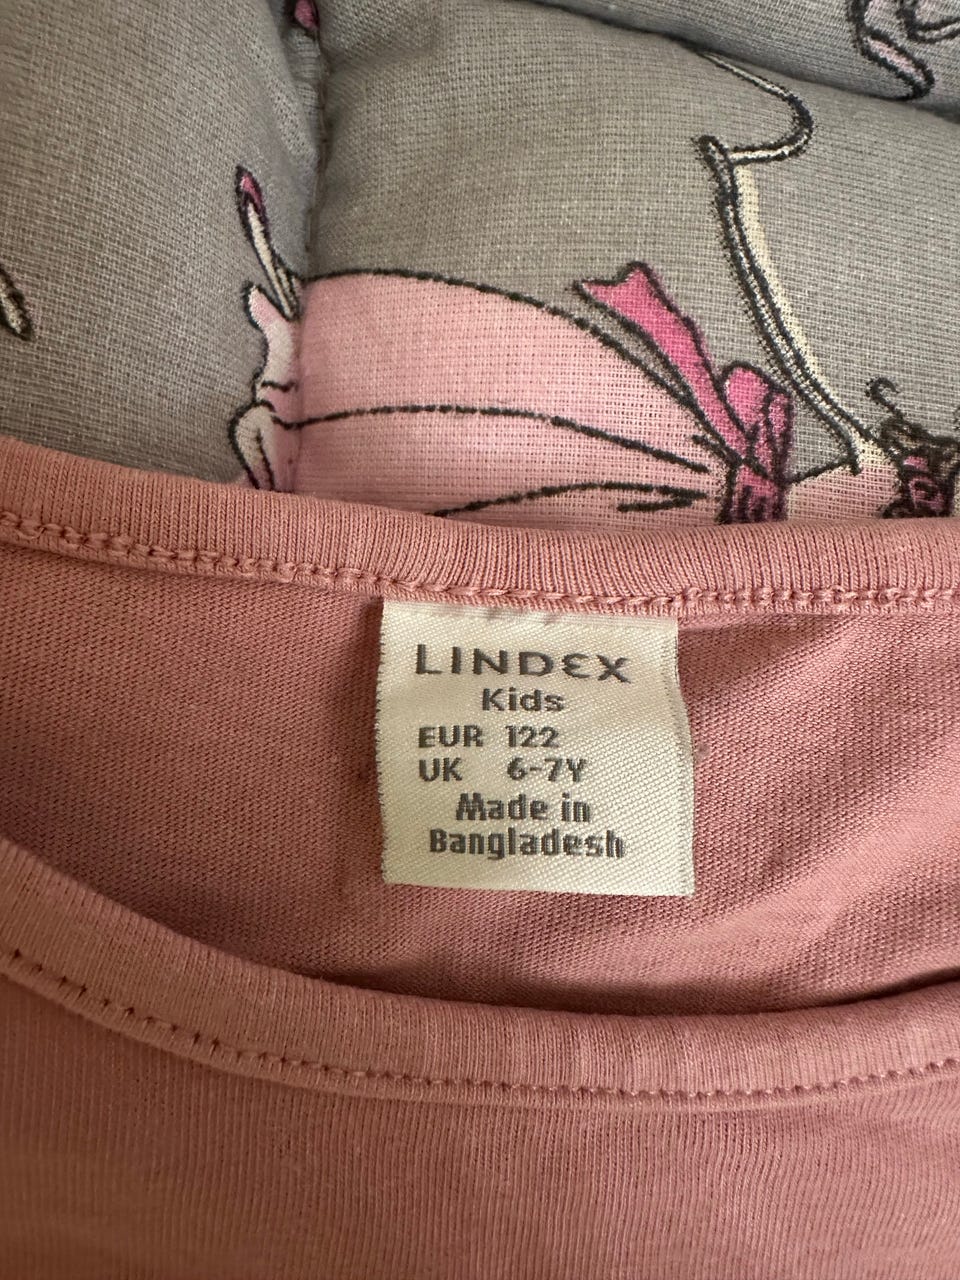 LINDEX
Kids
EUR 122
UK 6-7Y
Made in
Bangladesh